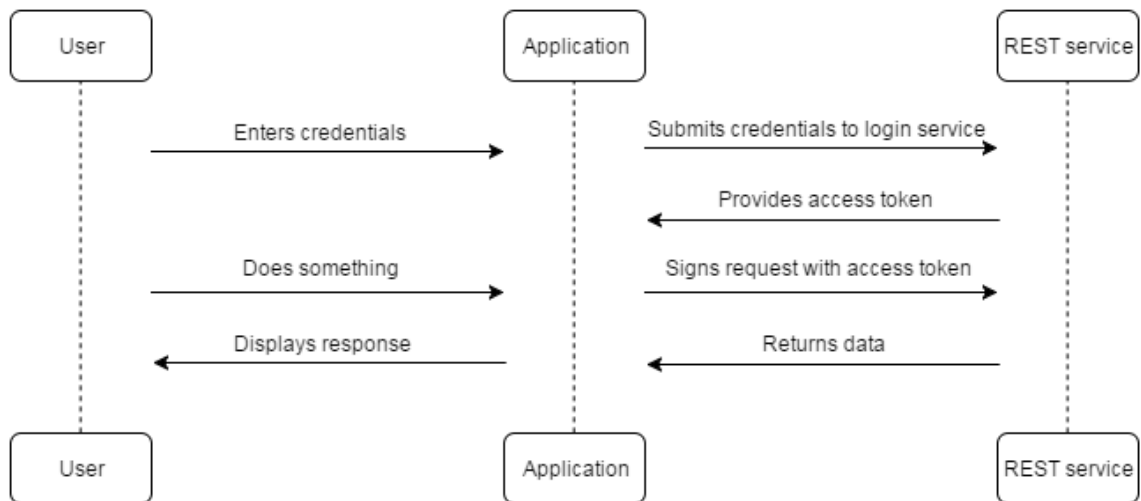 User
Application
REST service
Enters credentials
Submits credentials to login service
Provides access token
Does something
Signs request with access token
Displays response
Returns data
User
Application
REST service